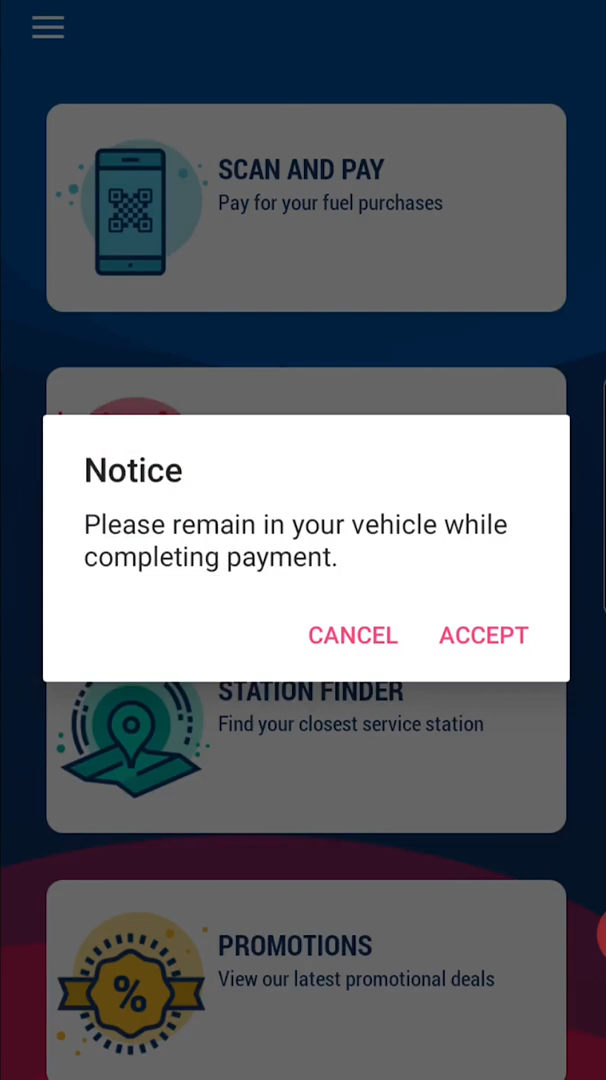 SCAN AND PAY
Pay for your fuel purchases
Notice
Please remain in your vehicle while
completing payment.
CANCEL ACCEPT
STATION FINDER
Find your closest service station
PROMOTIONS
View our latest promotional deals